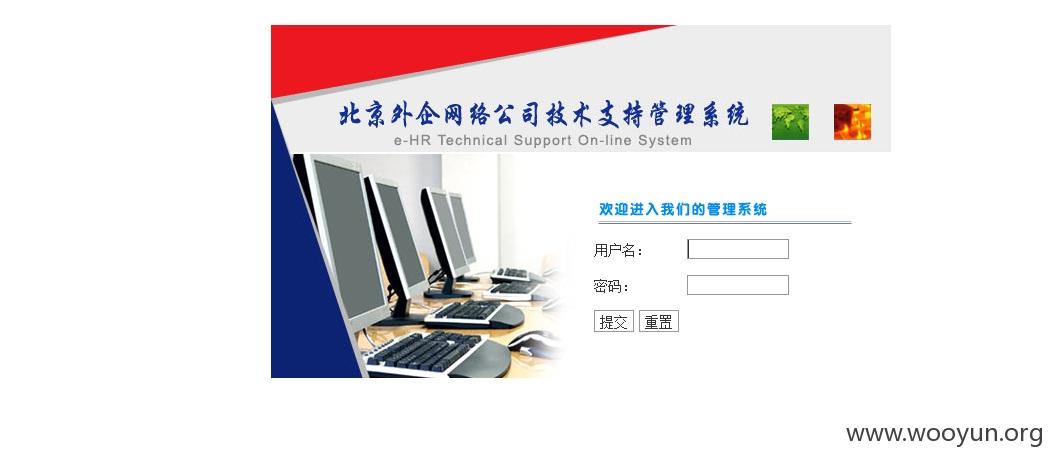 北京外企网络公司技术支持管理系统
e-HR Technical Support On-line System
欢迎进入我们的管理系统
用户名：
密码：
提交 重置
www.wooyun.org